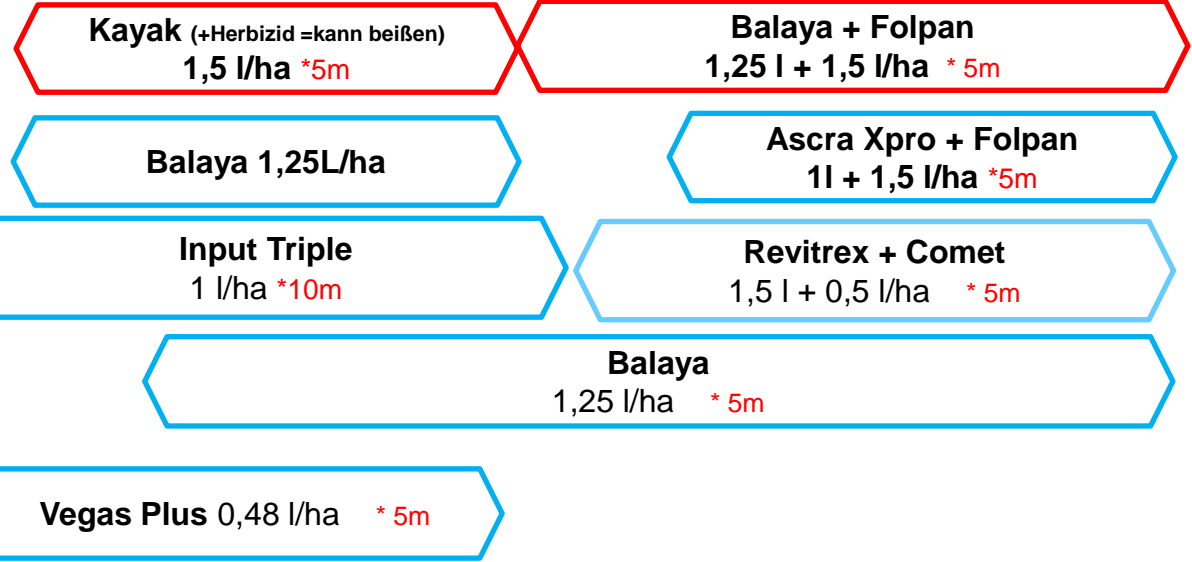 Kayak (+Herbizid =kann beißen)
1,5 l/ha *5m
Balaya + Folpan
1,25 l + 1,5 l/ha * 5m
Balaya 1,25L/ha
Ascra Xpro + Folpan
1l + 1,5 l/ha *5m
Input Triple
1 l/ha *10m
Revitrex + Comet
1,5 l + 0,5 l/ha * 5m
Balaya
1,25 l/ha * 5m
Vegas Plus 0,48 l/ha * 5m